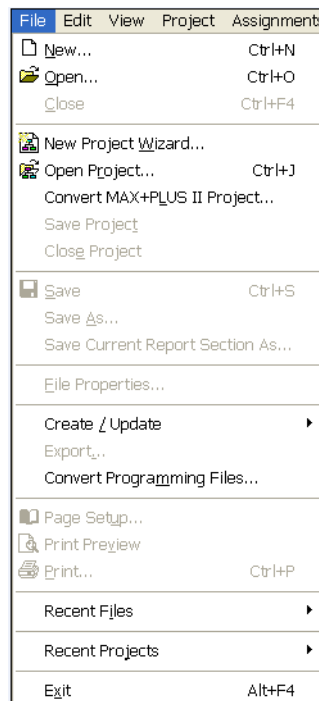 File Edit View Project Assignments
New... Ctrl+N
Open... Ctrl+O
Close Ctrl+F4
New Project Wizard...
Open Project... Ctrl+J
Convert MAX+PLUS II Project...
Save Project
Close Project
Save Ctrl+S
Save As...
Save Current Report Section As...
File Properties...
Create / Update
Export...
Convert Programming Files...
Page Setup...
Print Preview
Print... Ctrl+P
Recent Files
Recent Projects
Exit Alt+F4